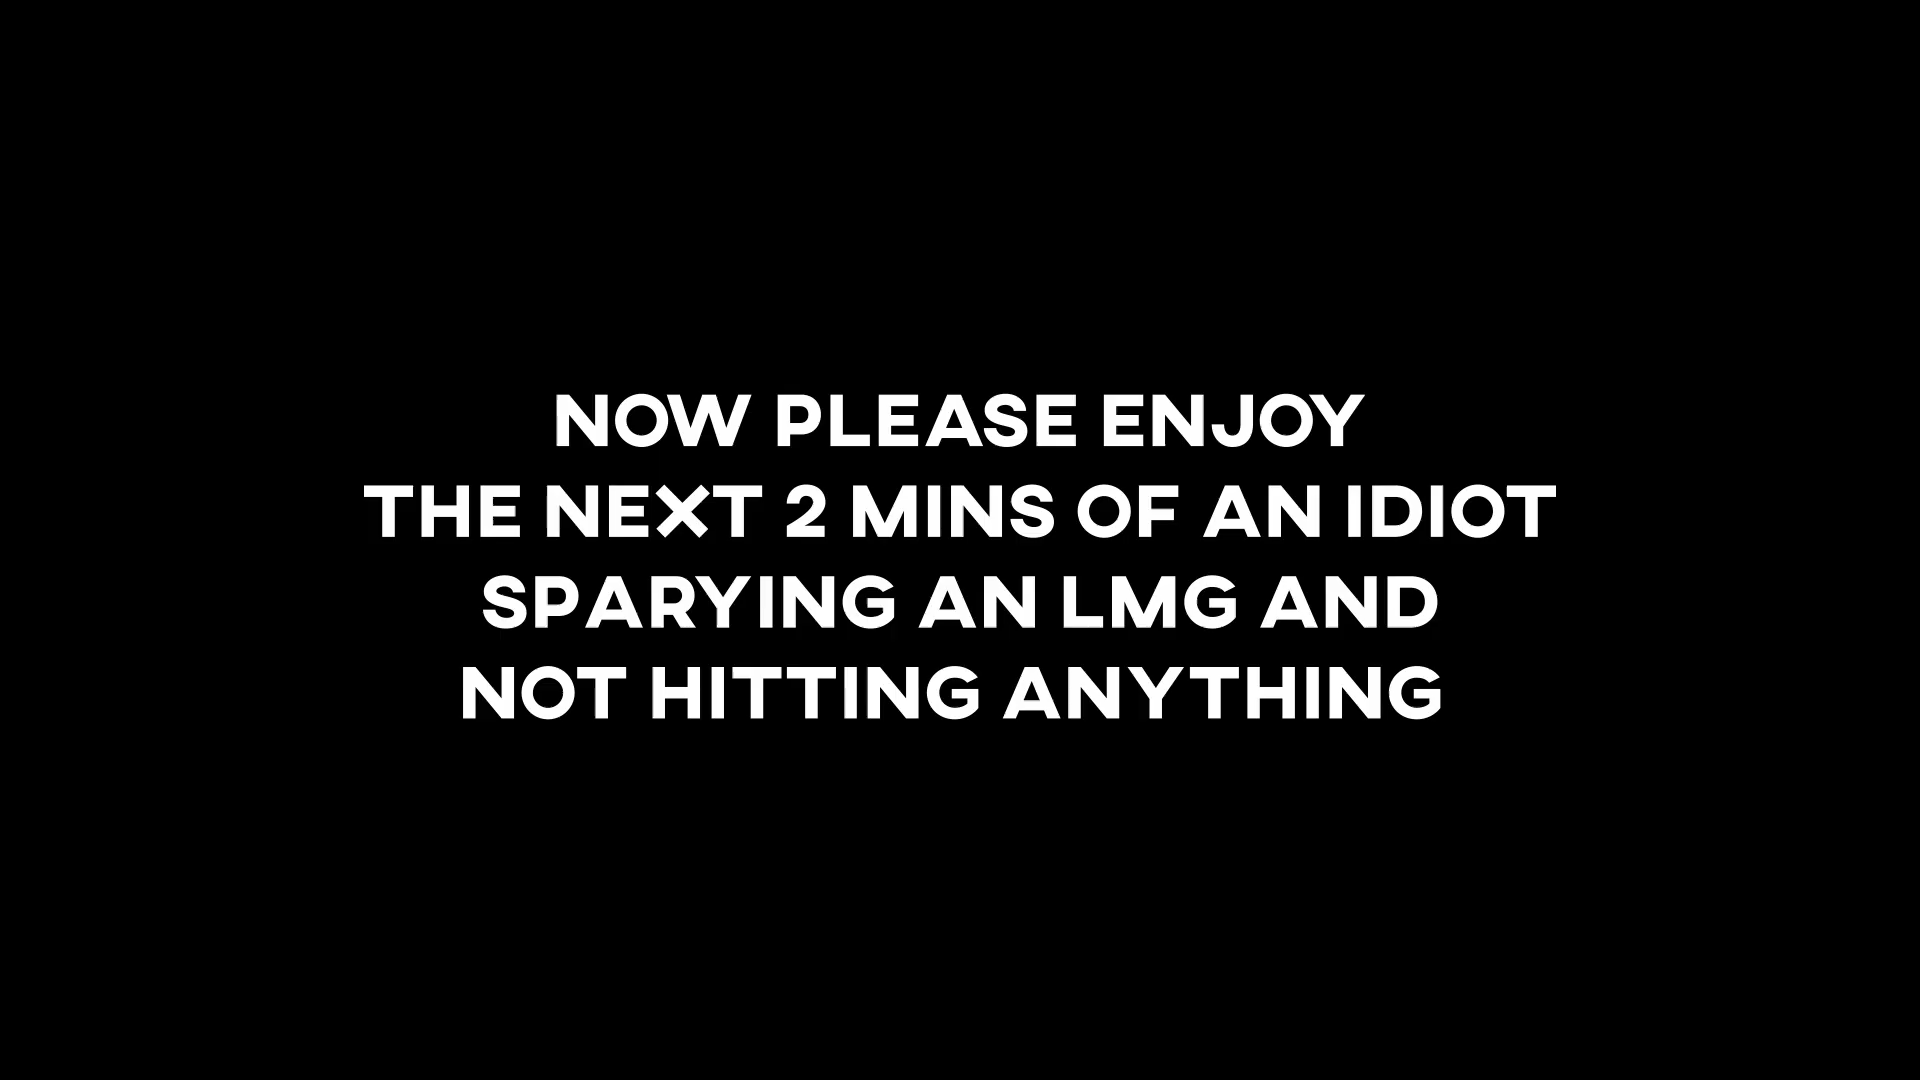 NOW PLEASE ENJOY
THE NEXT 2 MINS OF AN IDIOT
SPARYING AN LMG AND
NOT HITTING ANYTHING